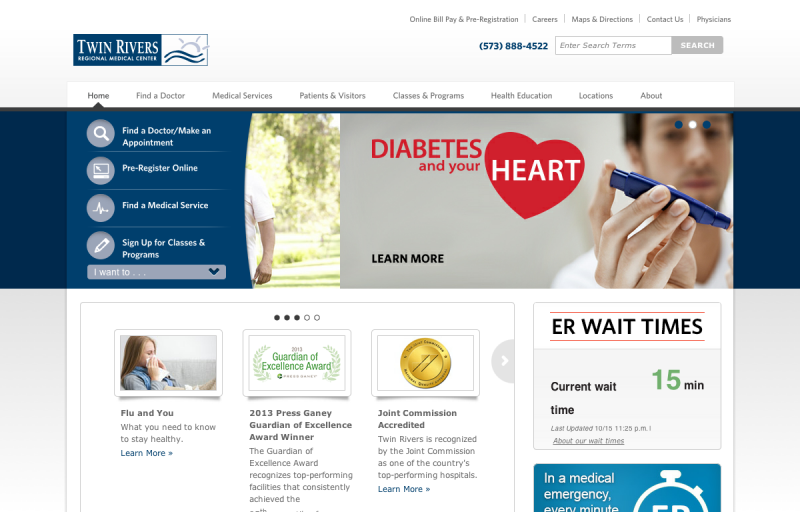 Online Bill Pay & Pre-Registration
Careers
Maps & Directions
Contact Us
Physicians
TWIN RIVERS
REGIONAL MEDICAL CENTER
(573) 888-4522
Enter Search Terms
SEARCH
Home
Find a Doctor
Medical Services
Patients & Visitors
Classes & Programs
Health Education
Locations
About
Find a Doctor/Make an
Appointment
Pre-Register Online
Find a Medical Service
Sign Up for Classes &
Programs
I want to . . .
DIABETES
and your
HEART
LEARN MORE
2013
Guardian of
Excellence Award
PRESS GANEY
Flu and You
What you need to know
to stay healthy.
Learn More »
2013 Press Ganey
Guardian of Excellence
Award Winner
The Guardian of
Excellence Award
recognizes top-performing
facilities that consistently
achieved the
Joint Commission
Accredited
Twin Rivers is recognized
by the Joint Commission
as one of the country's
top-performing hospitals.
Learn More »
ER WAIT TIMES
Current wait
time
15 min
Last Updated 10/15 11:25 p.m. |
About our wait times
In a medical
emergency,
every minute